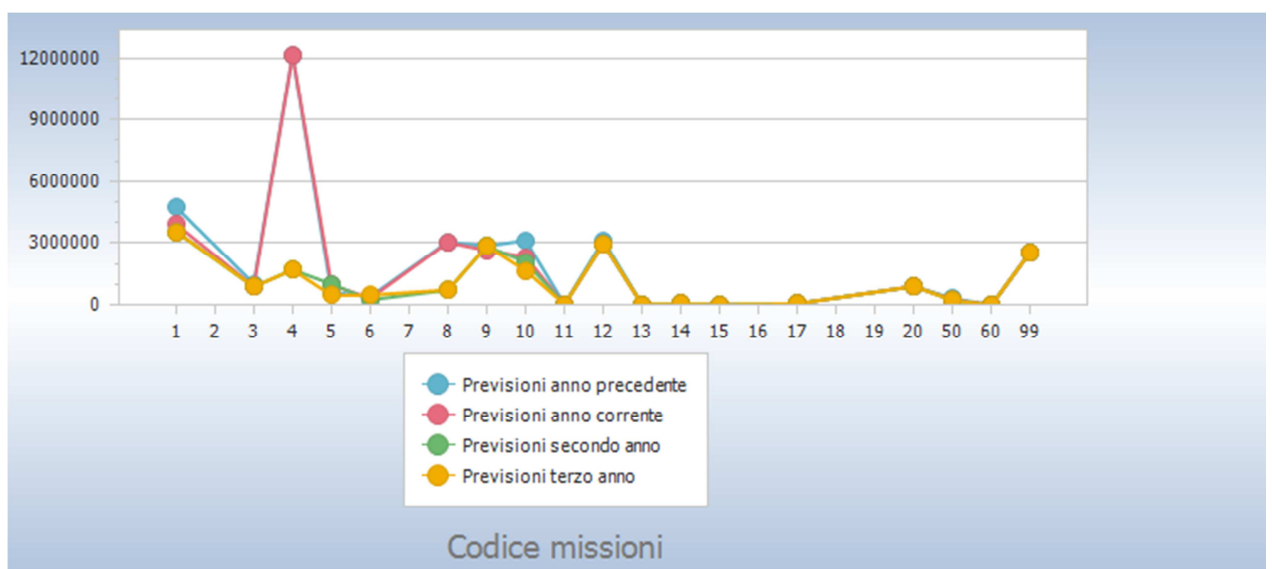 12000000
9000000
6000000
3000000
0
1 2 3 4 5 6 7 8 9 10 11 12 13 14 15 16 17 18 19 20 50 60 99
Previsioni anno precedente
Previsioni anno corrente
Previsioni secondo anno
Previsioni terzo anno
Codice missioni